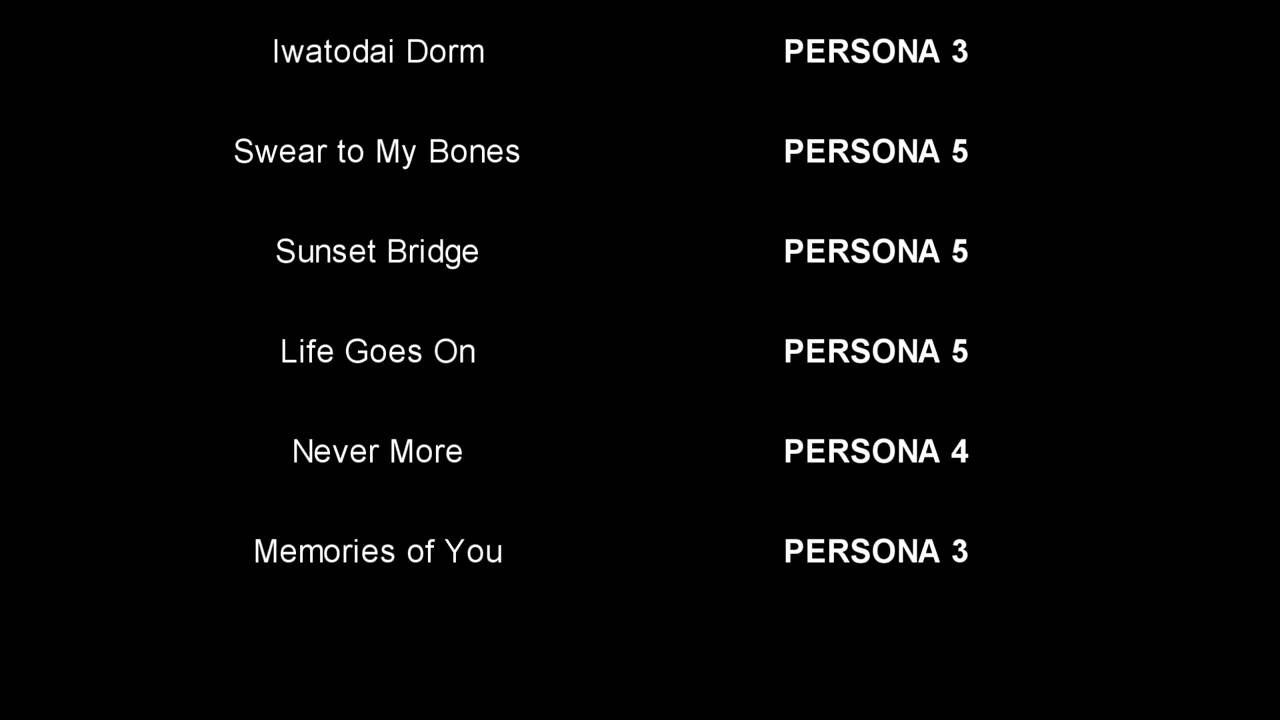 Iwatodai Dorm PERSONA 3
Swear to My Bones PERSONA 5
Sunset Bridge PERSONA 5
Life Goes On PERSONA 5
Never More PERSONA 4
Memories of You PERSONA 3